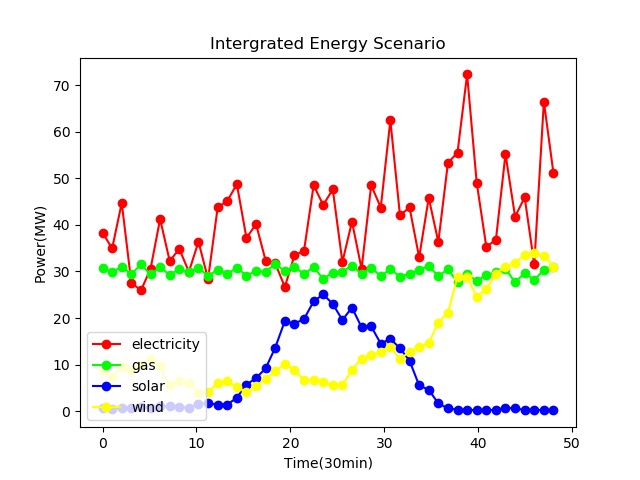 Intergrated Energy Scenario
Power(MW)
70
60
50
40
30
20
10
0
electricity
gas
solar
wind
0 10 20 30 40 50
Time(30min)